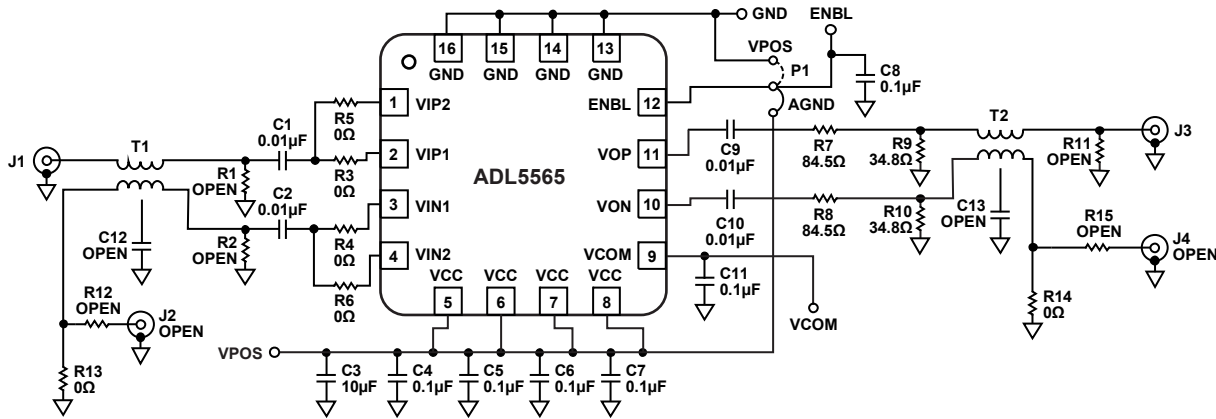 GND
ENBL
16
15
14
13
GND
GND
GND
GND
VPOS
P1
AGND
C8
0.1µF
1
VIP2
ENBL
12
R5
0Ω
C1
0.01µF
T1
J1
2
VIP1
R3
0Ω
R1
OPEN
C2
0.01µF
ADL5565
VOP
11
C9
0.01µF
R7
84.5Ω
R9
34.8Ω
T2
R11
OPEN
J3
3
VIN1
R4
0Ω
VON
10
C10
0.01µF
R8
84.5Ω
R10
34.8Ω
C13
OPEN
R15
OPEN
J4
OPEN
C12
OPEN
R2
OPEN
4
VIN2
R6
0Ω
VCOM
9
C11
0.1µF
VCOM
VCC
VCC
VCC
VCC
5
6
7
8
R12
OPEN
J2
OPEN
R14
0Ω
R13
0Ω
VPOS
C3
10µF
C4
0.1µF
C5
0.1µF
C6
0.1µF
C7
0.1µF